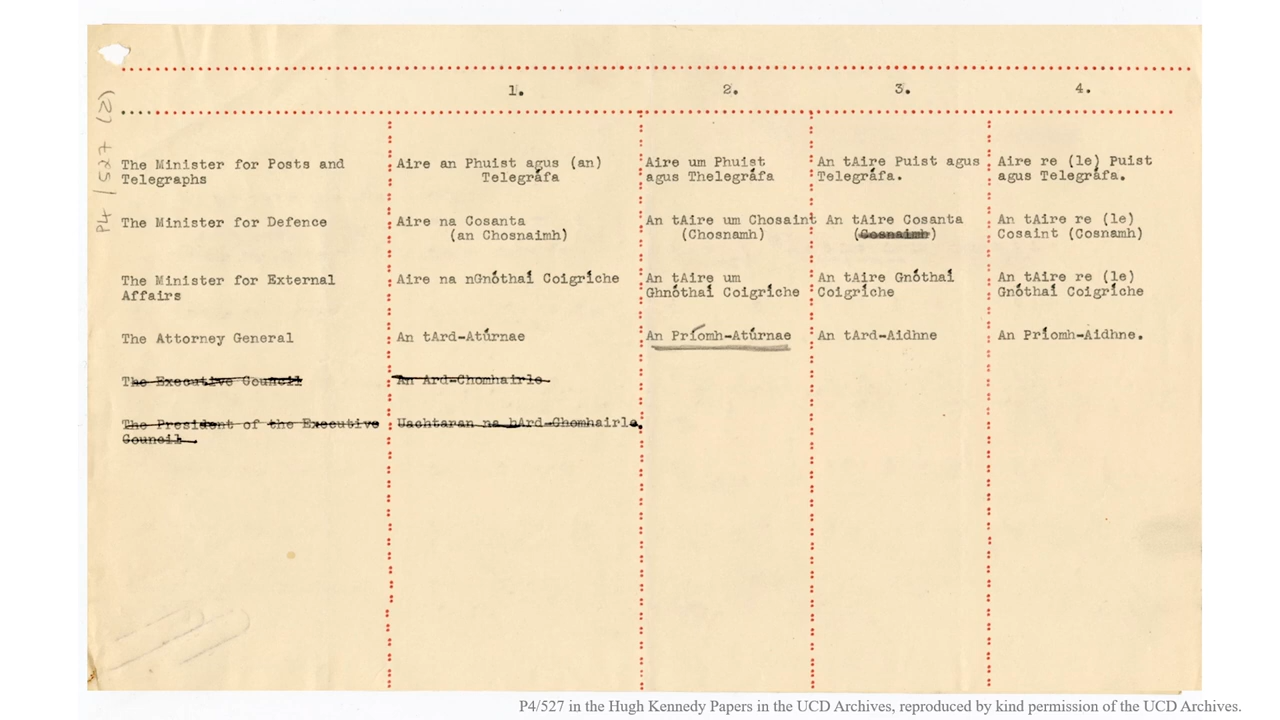 P4/527 (2)
1. 2. 3. 4.
The Minister for Posts and Aire an Phuist agus (an) Aire um Phuist An tAire Puist agus Aire re (le) Puist
Telegraphs Telegráfa agus Thelegráfa Telegráfa. agus Telegráfa.
The Minister for Defence Aire na Cosanta An tAire um Chosaint An tAire Cosanta An tAire re (le)
(an Chosnaimh) (Chosnamh) (Cosnaimh) Cosaint (Cosnamh)
The Minister for External Aire na nGnóthaí Coigríche An tAire um An tAire Gnóthaí An tAire re (le)
Affairs Ghnóthaí Coigríche Coigríche Gnóthaí Coigríche
The Attorney General An tArd-Atúrnae An Príomh-Atúrnae An tArd-Aidhne An Príomh-Aidhne.
The Executive Council An Ard-Chomhairle.
The President of the Executive Uachtaran na hArd-Chomhairle.
Council.
P4/527 in the Hugh Kennedy Papers in the UCD Archives, reproduced by kind permission of the UCD Archives.